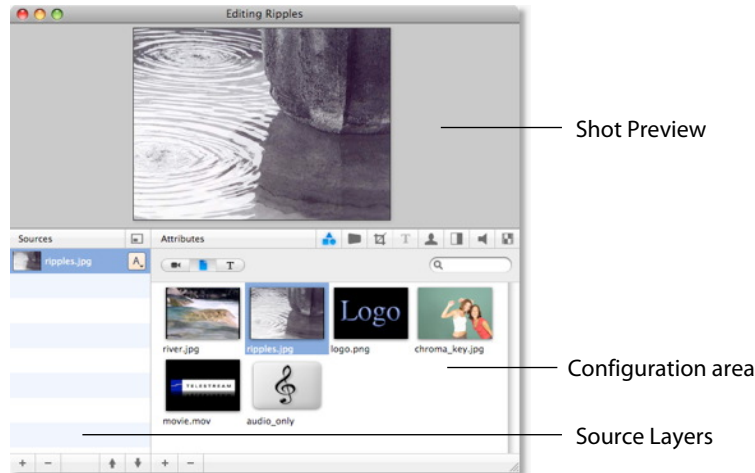 Editing Ripples
Shot Preview
Sources
Attributes
T
ripples.jpg
A
T
Logo
river.jpg
ripples.jpg
logo.png
chroma_key.jpg
Configuration area
TELESTREAM
movie.mov
audio_only
Source Layers
+ −
+ −